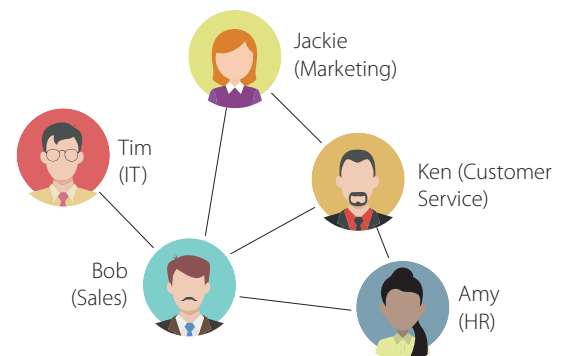 Jackie
(Marketing)
Tim
(IT)
Ken (Customer
Service)
Bob
(Sales)
Amy
(HR)